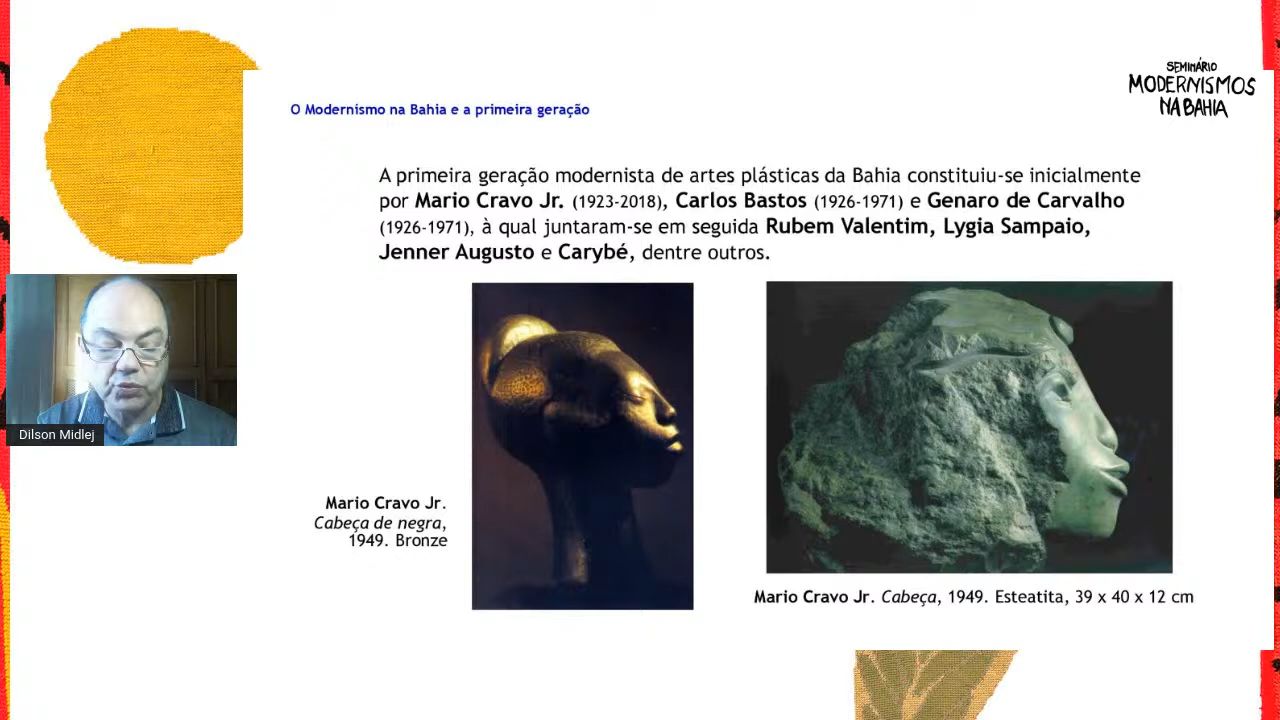 SEMINÁRIO
MODERNISMOS
NA BAHIA
O Modernismo na Bahia e a primeira geração
A primeira geração modernista de artes plásticas da Bahia constituiu-se inicialmente
por Mario Cravo Jr. (1923-2018), Carlos Bastos (1926-1971) e Genaro de Carvalho
(1926-1971), à qual juntaram-se em seguida Rubem Valentim, Lygia Sampaio,
Jenner Augusto e Carybé, dentre outros.
Dilson Midlej
Mario Cravo Jr.
Cabeça de negra,
1949. Bronze
Mario Cravo Jr. Cabeça, 1949. Esteatita, 39 x 40 x 12 cm